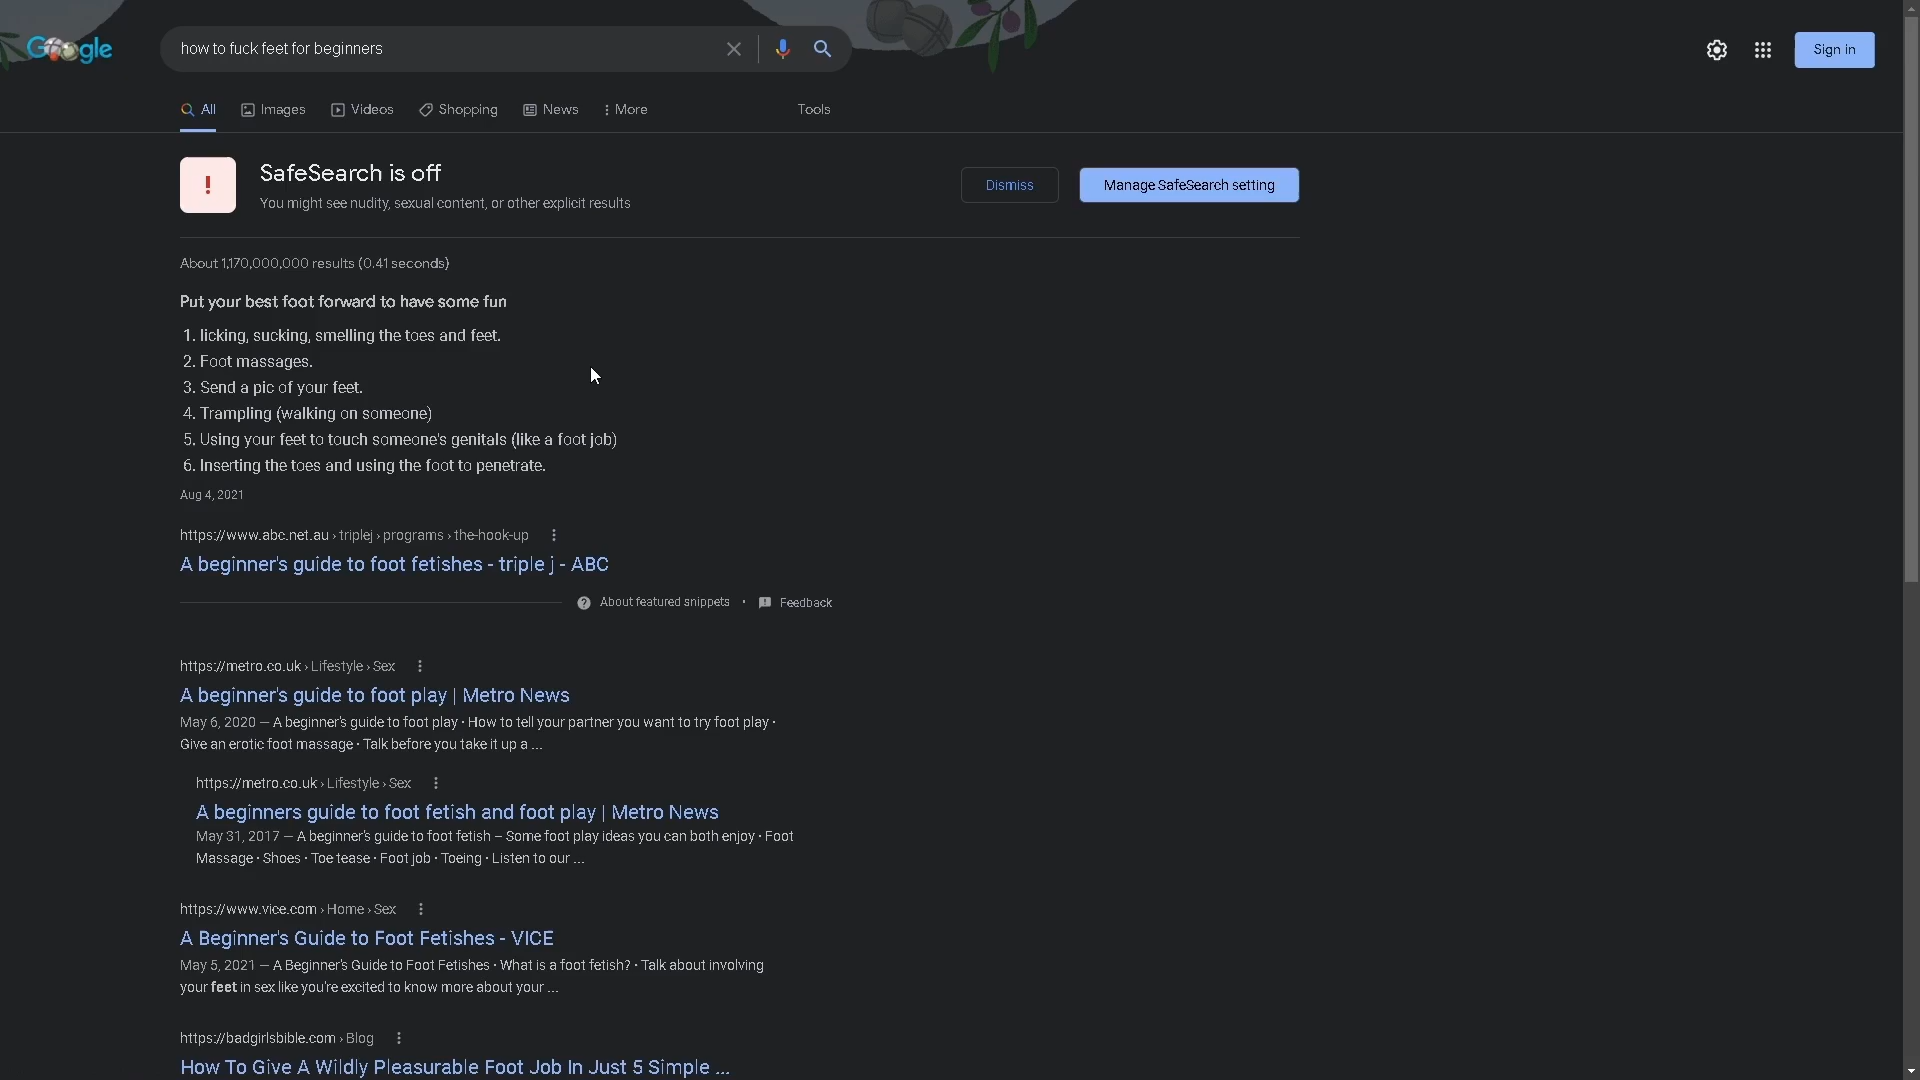 Google
how to fuck feet for beginners
Sign in
All Images Videos Shopping News More Tools
!
SafeSearch is off
You might see nudity, sexual content, or other explicit results
Dismiss
Manage SafeSearch setting
About 1,170,000,000 results (0.41 seconds)
Put your best foot forward to have some fun
1. licking, sucking, smelling the toes and feet.
2. Foot massages.
3. Send a pic of your feet.
4. Trampling (walking on someone)
5. Using your feet to touch someone's genitals (like a foot job)
6. Inserting the toes and using the foot to penetrate.
Aug 4, 2021
https://www.abc.net.au › triplej › programs › the-hook-up
A beginner's guide to foot fetishes - triple j - ABC
About featured snippets • Feedback
https://metro.co.uk › Lifestyle › Sex
A beginner's guide to foot play | Metro News
May 6, 2020 — A beginner's guide to foot play · How to tell your partner you want to try foot play ·
Give an erotic foot massage · Talk before you take it up a ...
https://metro.co.uk › Lifestyle › Sex
A beginners guide to foot fetish and foot play | Metro News
May 31, 2017 — A beginner's guide to foot fetish – Some foot play ideas you can both enjoy · Foot
Massage · Shoes · Toe tease · Foot job · Toeing · Listen to our ...
https://www.vice.com › Home › Sex
A Beginner's Guide to Foot Fetishes - VICE
May 5, 2021 — A Beginner's Guide to Foot Fetishes · What is a foot fetish? · Talk about involving
your feet in sex like you're excited to know more about your ...
https://badgirlsbible.com › Blog
How To Give A Wildly Pleasurable Foot Job In Just 5 Simple ...